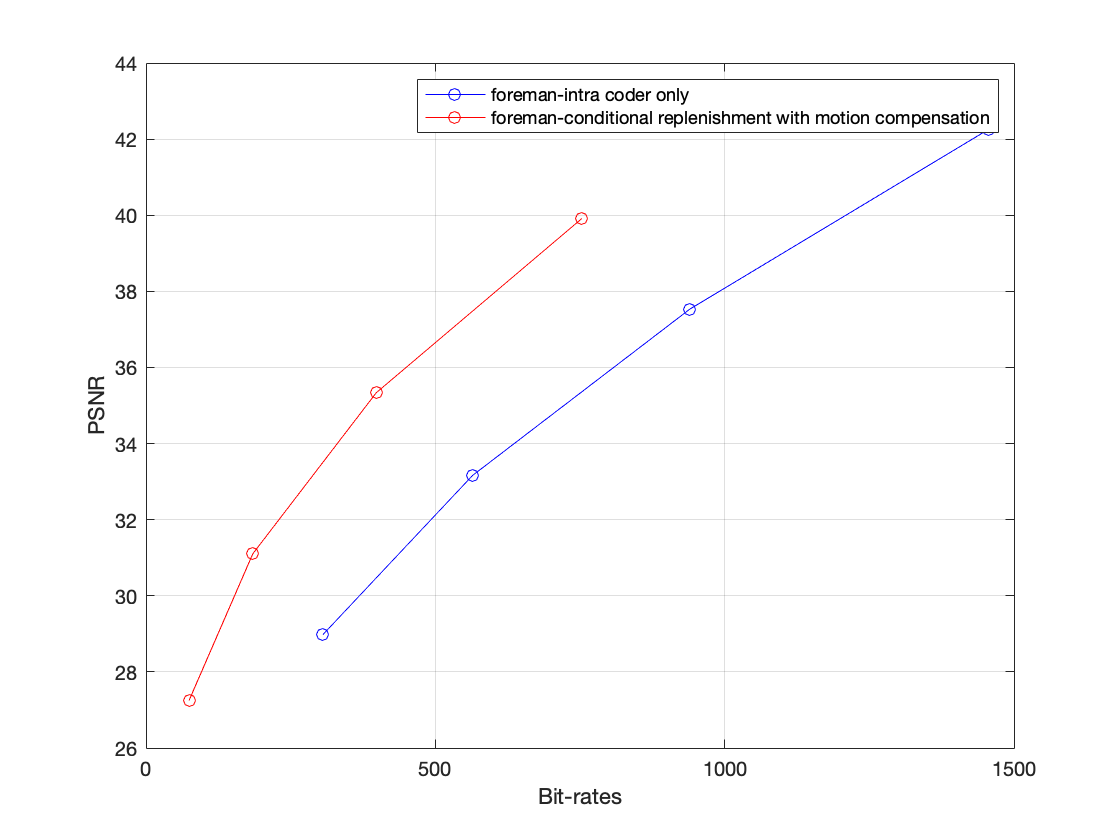 44
foreman-intra coder only
foreman-conditional replenishment with motion compensation
42
40
38
36
PSNR
34
32
30
28
26
0 500 1000 1500
Bit-rates